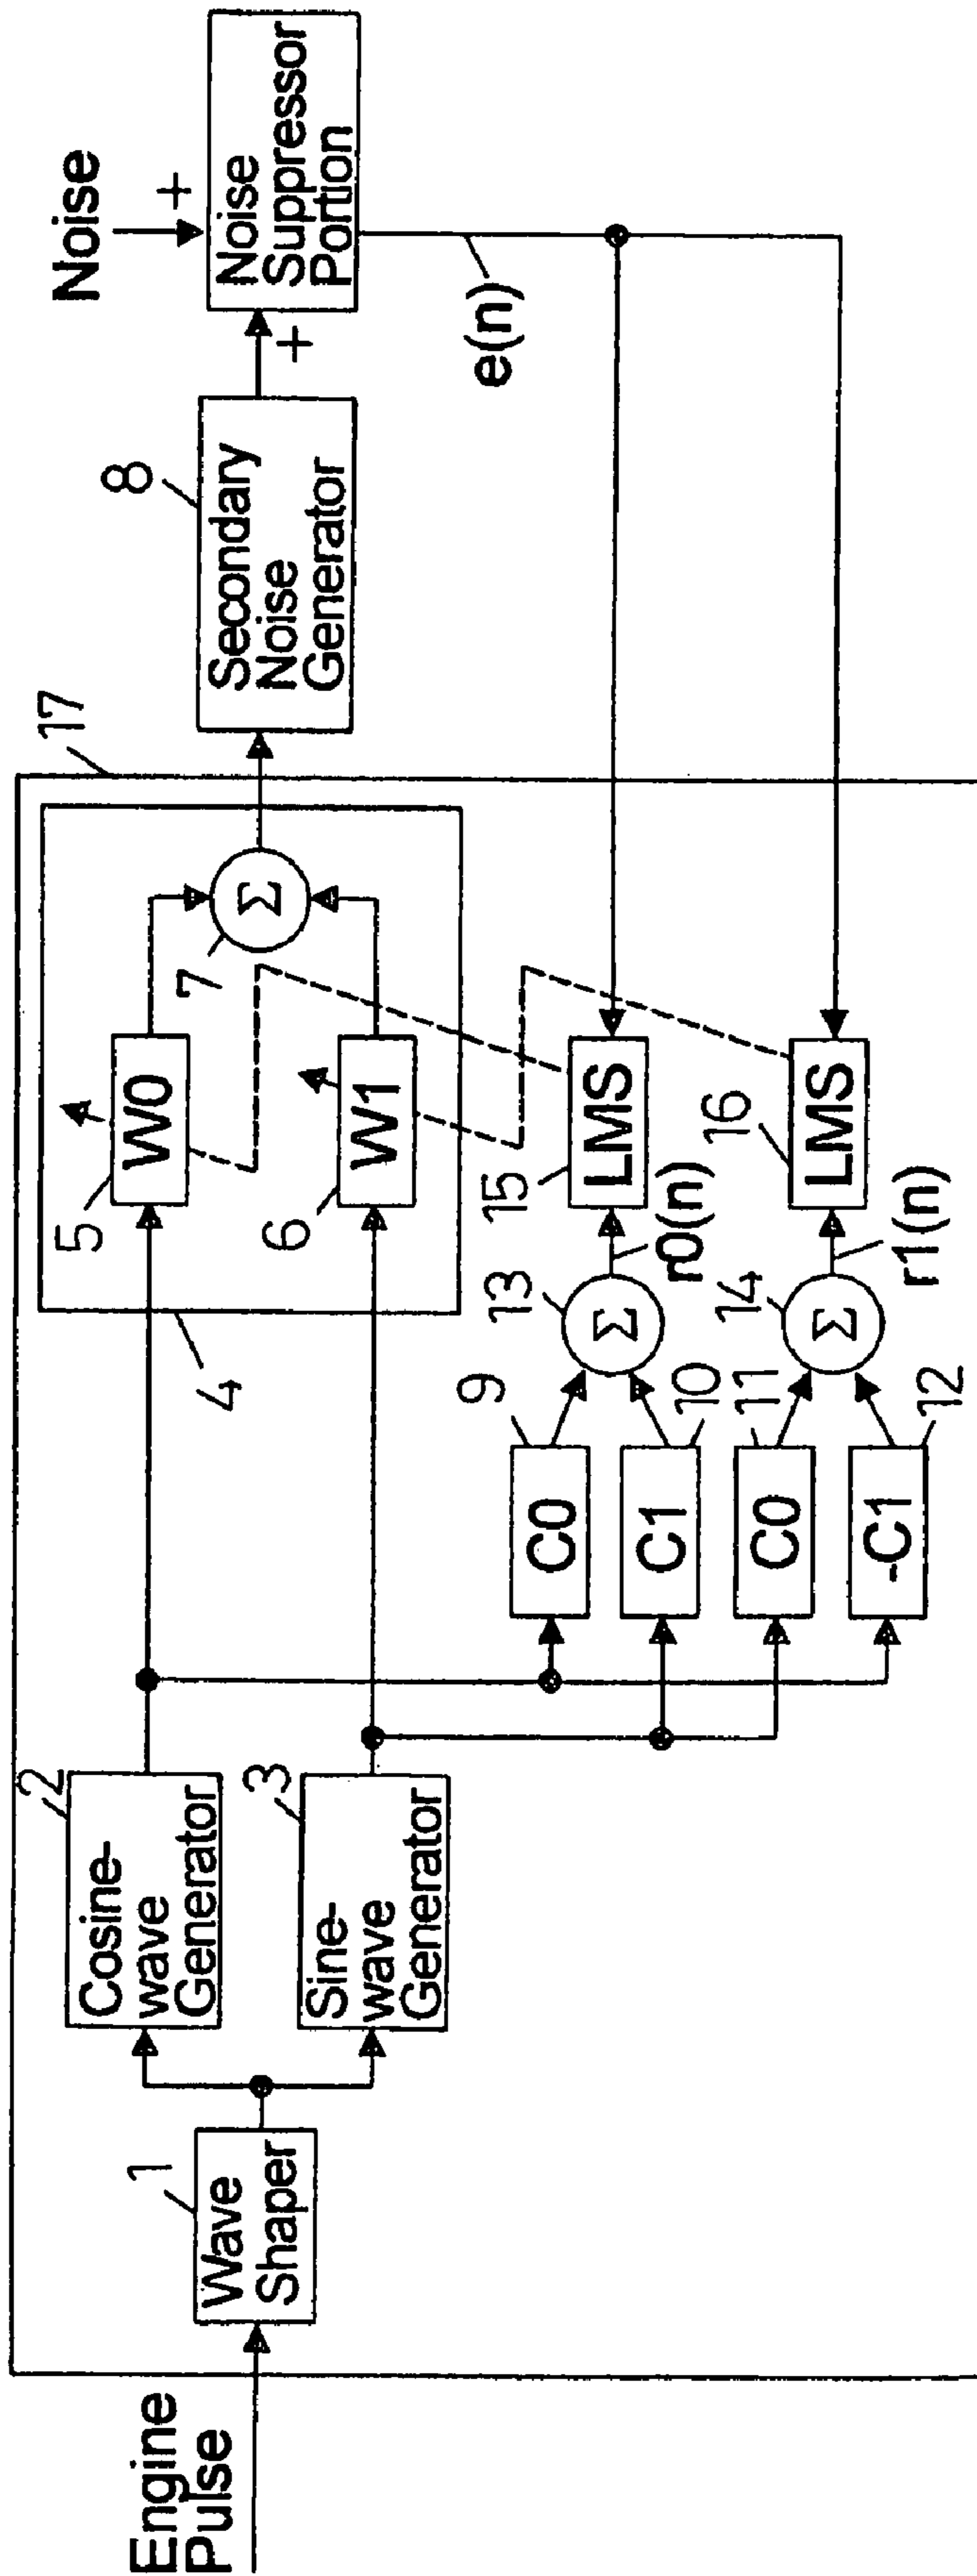 Engine
Pulse
1
Wave
Shaper
2
Cosine-
wave
Generator
3
Sine-
wave
Generator
4
5
W0
6
W1
7
Σ
17
8
Secondary
Noise
Generator
Noise
+
+
Noise
Suppressor
Portion
e(n)
9
C0
10
C1
11
C0
12
-C1
13
Σ
14
Σ
r0(n)
r1(n)
15
LMS
16
LMS